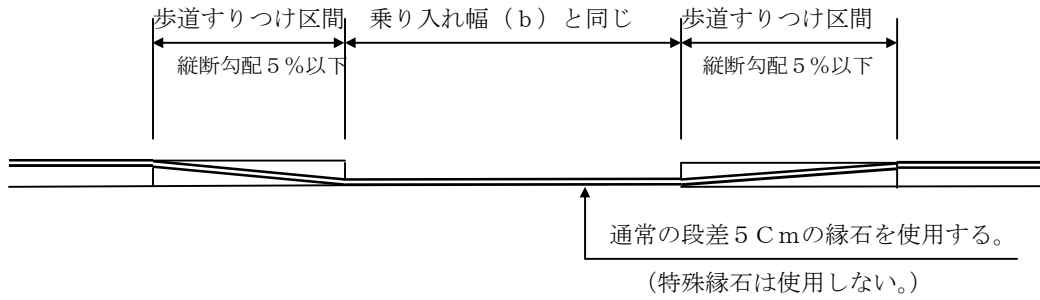 歩道すりつけ区間
乗り入れ幅(b)と同じ
歩道すりつけ区間
縦断勾配5%以下
縦断勾配5%以下
通常の段差5Cmの縁石を使用する。
(特殊縁石は使用しない。)